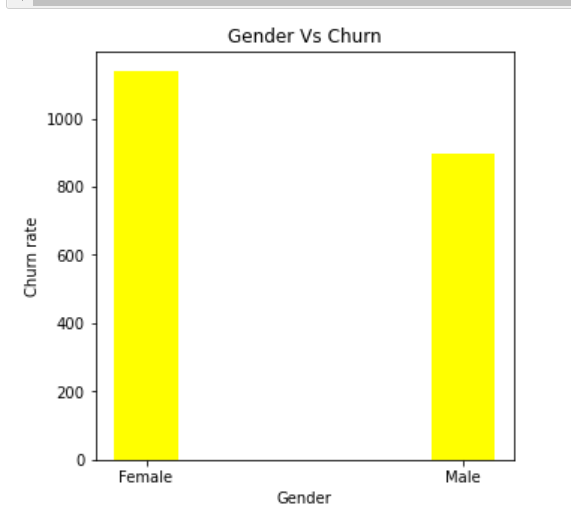 Gender Vs Churn
1000
800
600
400
200
0
Churn rate
Female Male
Gender